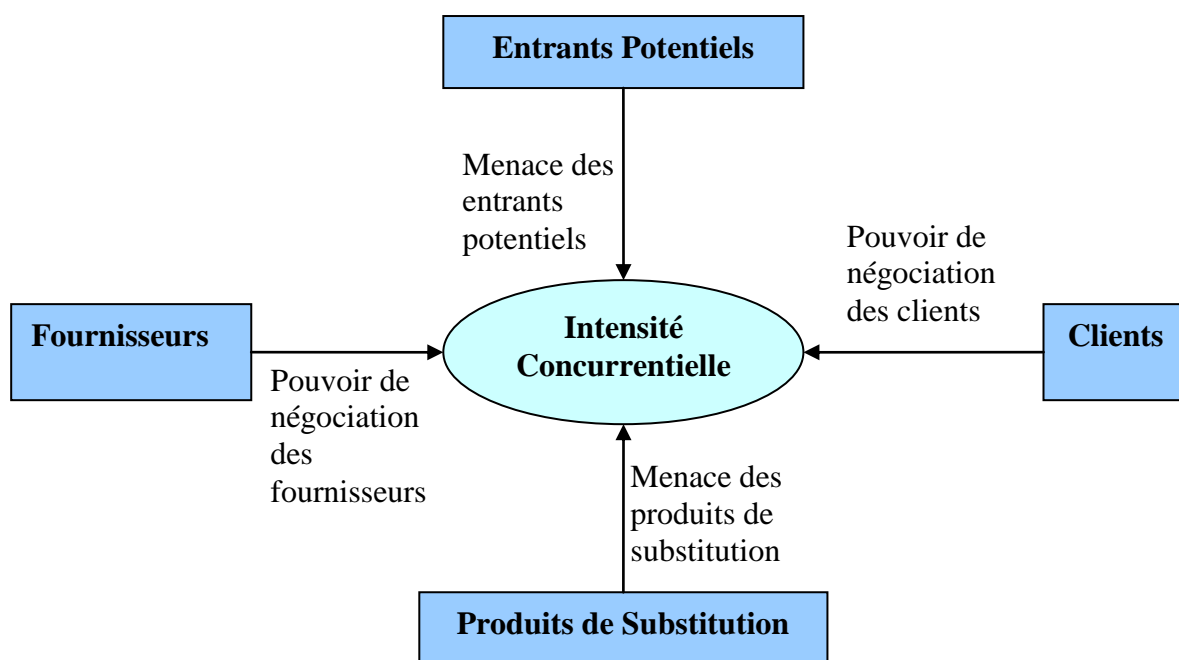 Entrants Potentiels
Menace des
entrants
potentiels
Pouvoir de
négociation
des clients
Fournisseurs
Intensité
Concurrentielle
Clients
Pouvoir de
négociation
des
fournisseurs
Menace des
produits de
substitution
Produits de Substitution